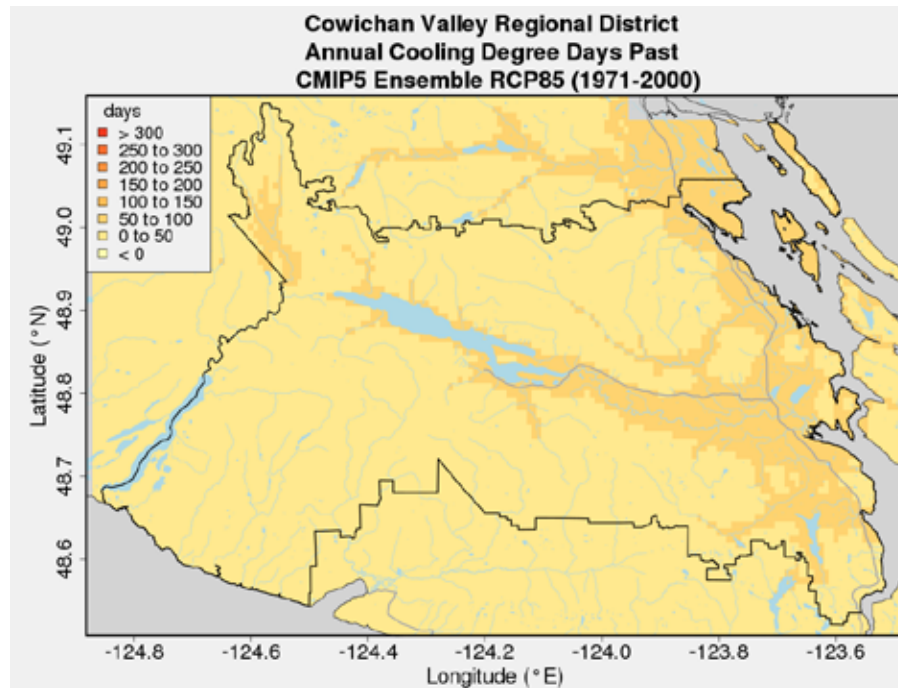 Cowichan Valley Regional District
Annual Cooling Degree Days Past
CMIP5 Ensemble RCP85 (1971-2000)
days
> 300
250 to 300
200 to 250
150 to 200
100 to 150
50 to 100
0 to 50
< 0
Latitude (°N)
49.1
49.0
48.9
48.8
48.7
48.6
-124.8 -124.6 -124.4 -124.2 -124.0 -123.8 -123.6
Longitude (°E)